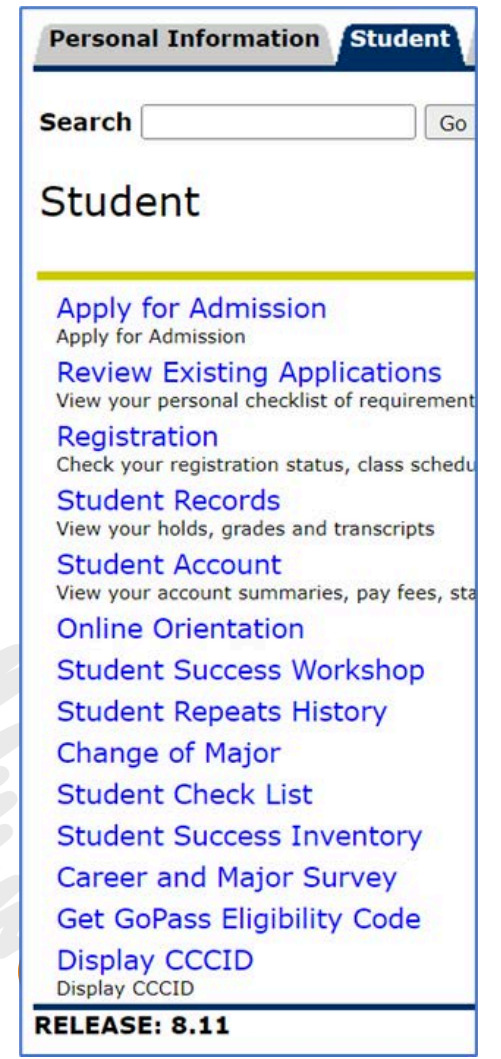 Personal Information Student
Search Go
Student
Apply for Admission
Apply for Admission
Review Existing Applications
View your personal checklist of requirement
Registration
Check your registration status, class schedu
Student Records
View your holds, grades and transcripts
Student Account
View your account summaries, pay fees, sta
Online Orientation
Student Success Workshop
Student Repeats History
Change of Major
Student Check List
Student Success Inventory
Career and Major Survey
Get GoPass Eligibility Code
Display CCCID
Display CCCID
RELEASE: 8.11